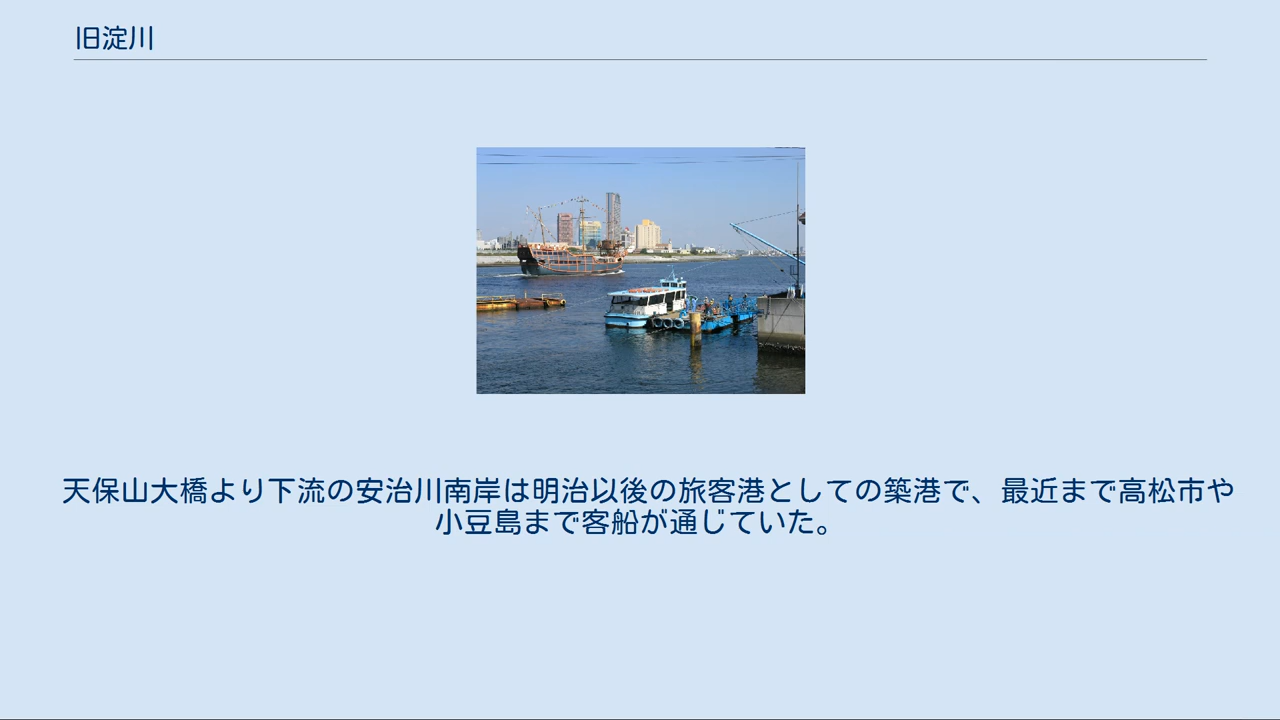 旧淀川
天保山大橋より下流の安治川南岸は明治以後の旅客港としての築港で、最近まで高松市や
小豆島まで客船が通じていた。